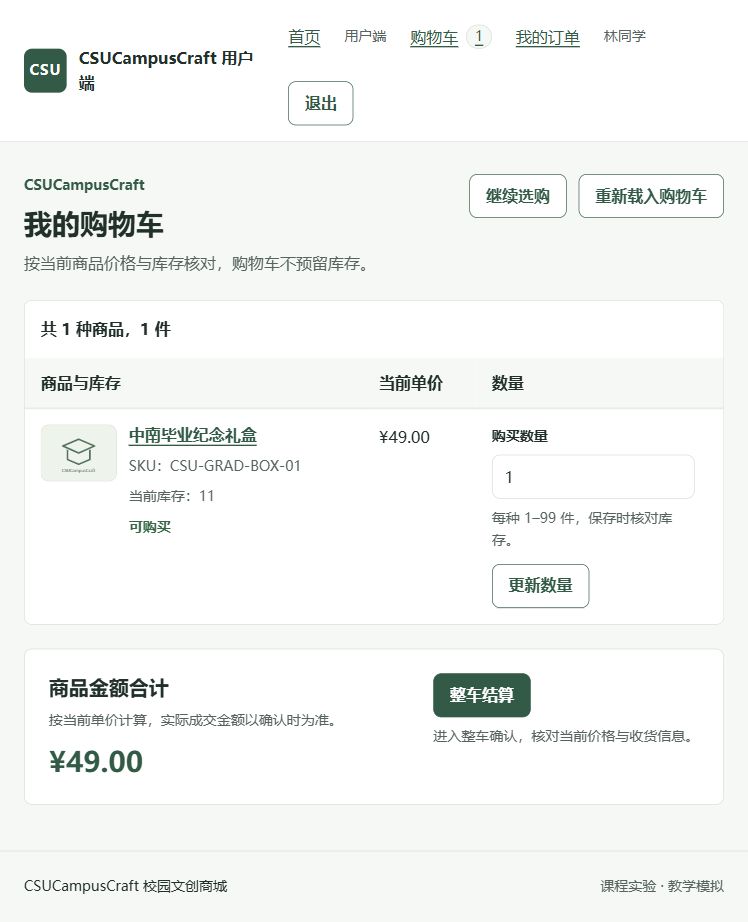 CSU
CSUCampusCraft 用户
端
首页 用户端 购物车 1 我的订单 林同学
退出
CSUCampusCraft
我的购物车
按当前商品价格与库存核对，购物车不预留库存。
继续选购 重新载入购物车
共 1 种商品，1 件
商品与库存 当前单价 数量
CSUCampusCraft
中南毕业纪念礼盒
SKU：CSU-GRAD-BOX-01
当前库存：11
可购买
¥49.00
购买数量
1
每种 1–99 件，保存时核对库
存。
更新数量
商品金额合计
按当前单价计算，实际成交金额以确认时为准。
¥49.00
整车结算
进入整车确认，核对当前价格与收货信息。
CSUCampusCraft 校园文创商城
课程实验 · 教学模拟